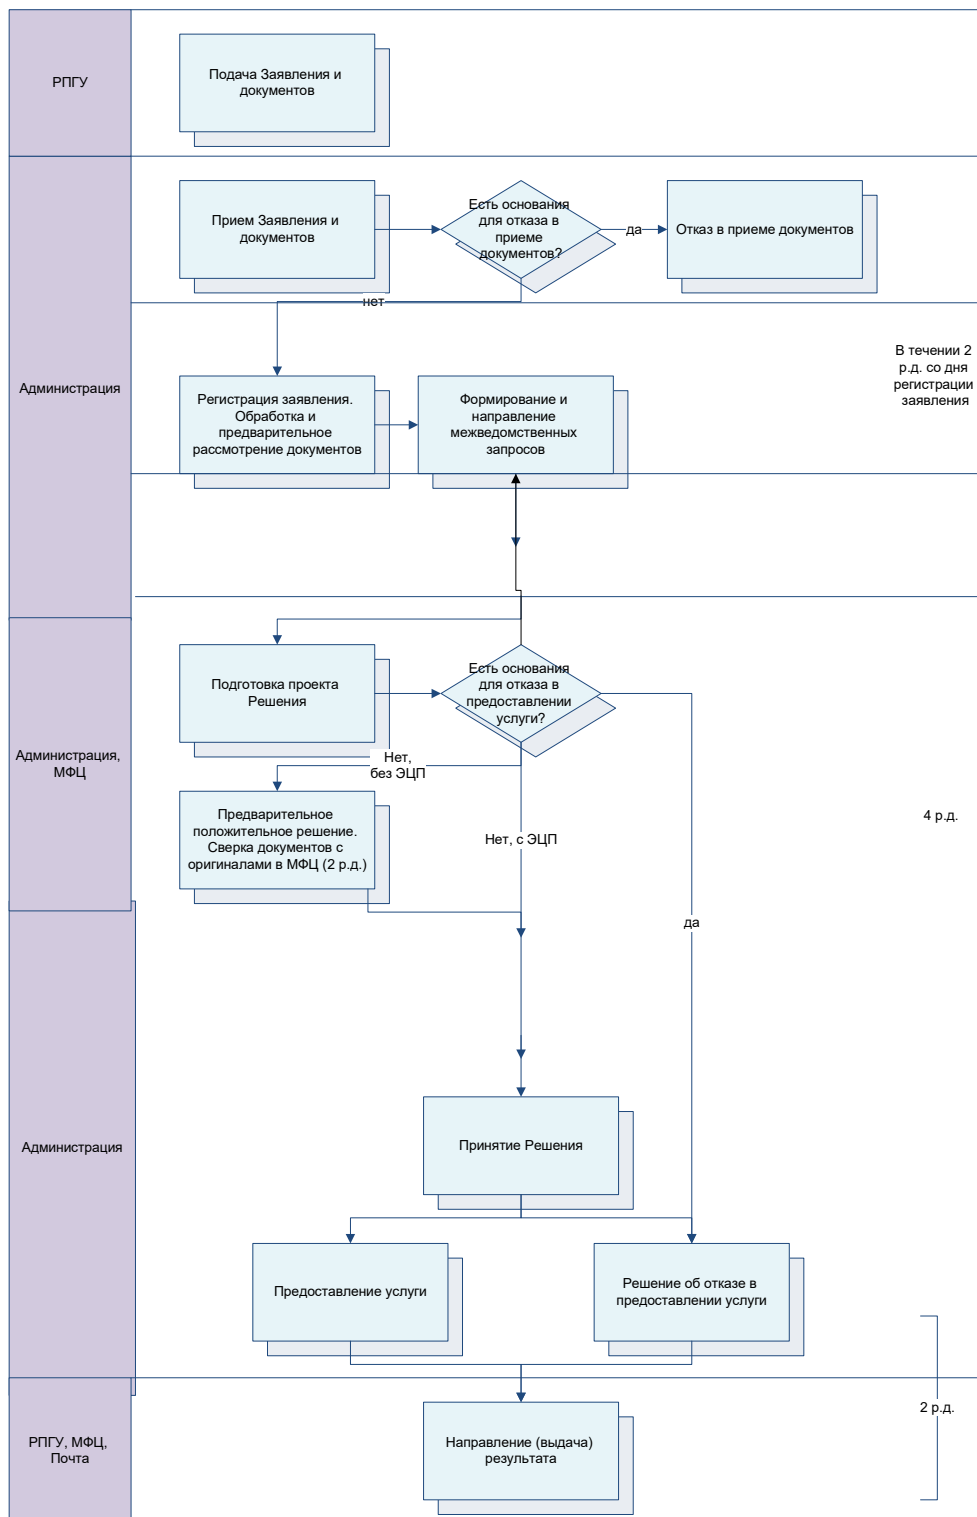 РПГУ
Подача Заявления и
документов
Администрация
Прием Заявления и
документов
Есть основания
для отказа в
приеме
документов?
да
Отказ в приеме документов
нет
Регистрация заявления.
Обработка и
предварительное
рассмотрение документов
Формирование и
направление
межведомственных
запросов
В течении 2
р.д. со дня
регистрации
заявления
Администрация,
МФЦ
Подготовка проекта
Решения
Есть основания
для отказа в
предоставлении
услуги?
Нет,
без ЭЦП
Предварительное
положительное решение.
Сверка документов с
оригиналами в МФЦ (2 р.д.)
Нет, с ЭЦП
4 р.д.
да
Администрация
Принятие Решения
Предоставление услуги
Решение об отказе в
предоставлении услуги
2 р.д.
РПГУ, МФЦ,
Почта
Направление (выдача)
результата